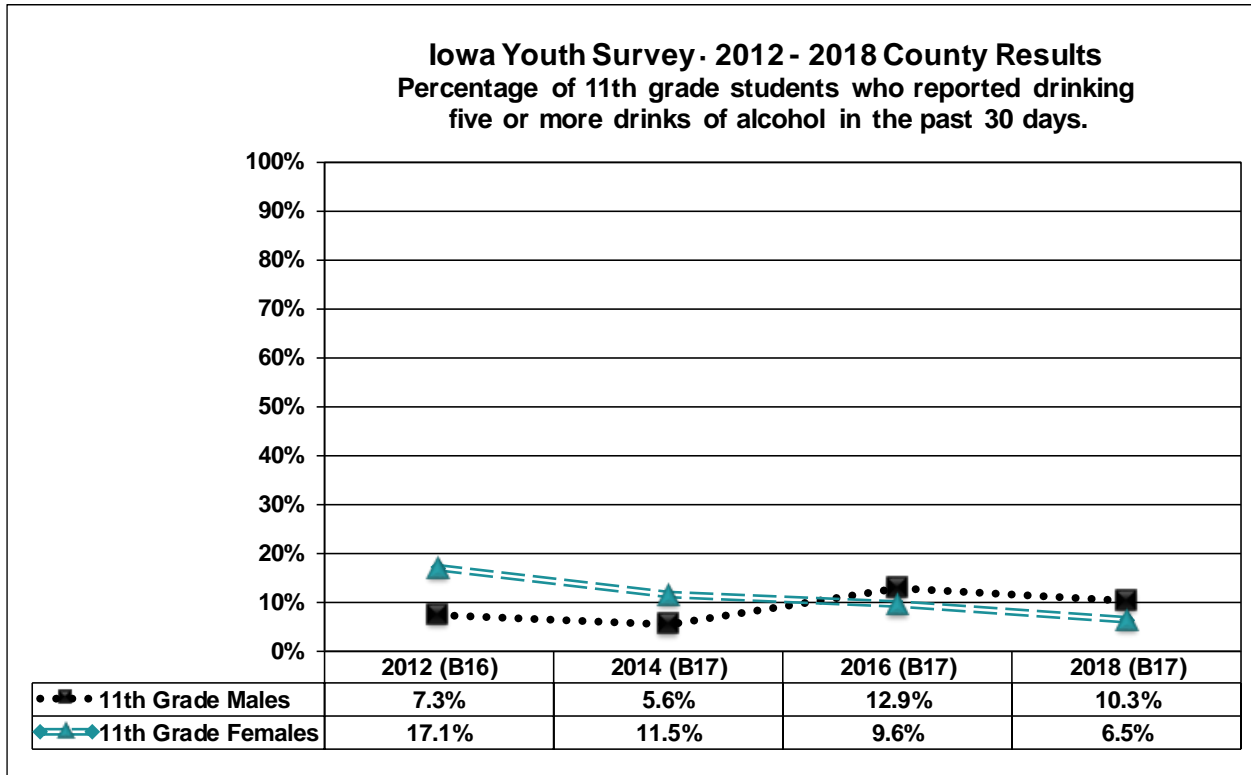 Iowa Youth Survey · 2012 - 2018 County Results
Percentage of 11th grade students who reported drinking
five or more drinks of alcohol in the past 30 days.
100%
90%
80%
70%
60%
50%
40%
30%
20%
10%
0%
2012 (B16) 2014 (B17) 2016 (B17) 2018 (B17)
11th Grade Males 7.3% 5.6% 12.9% 10.3%
11th Grade Females 17.1% 11.5% 9.6% 6.5%